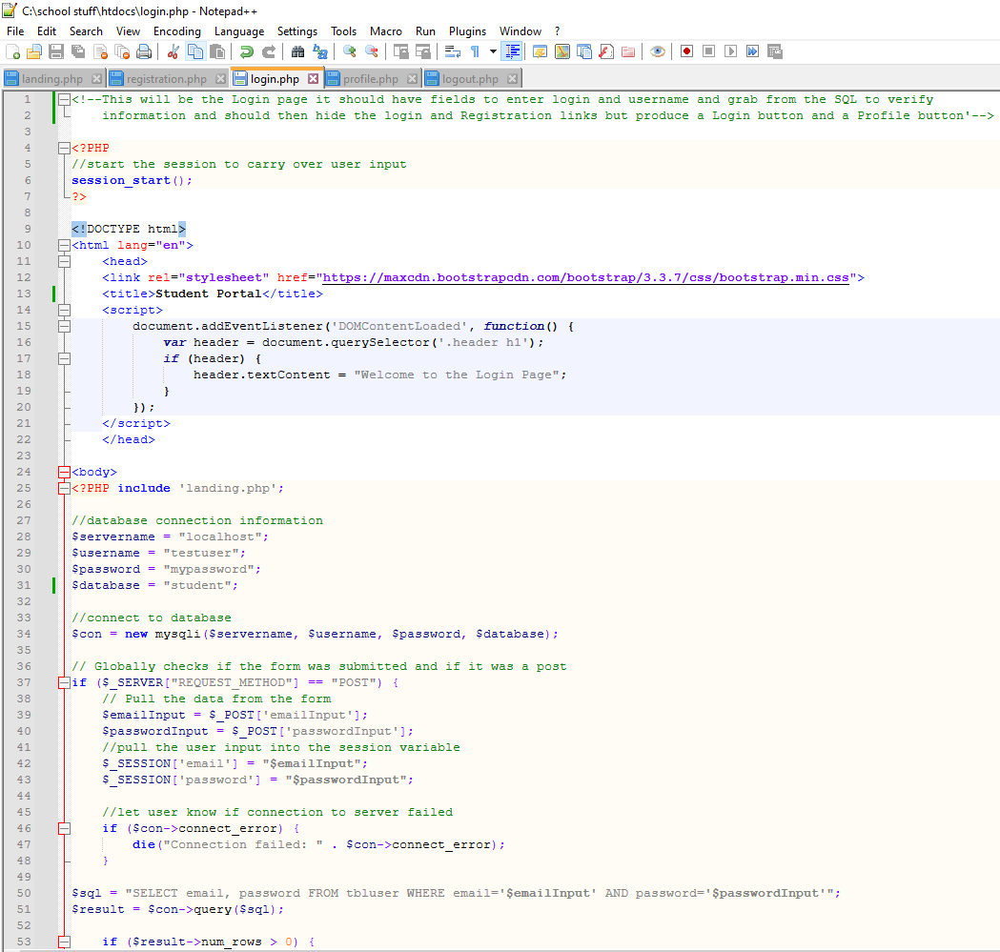 C:\school stuff\htdocs\login.php - Notepad++
File Edit Search View Encoding Language Settings Tools Macro Run Plugins Window ?
landing.php registration.php login.php profile.php logout.php
1 <!--This will be the Login page it should have fields to enter login and username and grab from the SQL to verify
2 information and should then hide the login and Registration links but produce a Login button and a Profile button'-->
3
4 <?PHP
5 //start the session to carry over user input
6 session_start();
7 ?>
8
9 <!DOCTYPE html>
10 <html lang="en">
11 <head>
12 <link rel="stylesheet" href="https://maxcdn.bootstrapcdn.com/bootstrap/3.3.7/css/bootstrap.min.css">
13 <title>Student Portal</title>
14 <script>
15 document.addEventListener('DOMContentLoaded', function() {
16 var header = document.querySelector('.header h1');
17 if (header) {
18 header.textContent = "Welcome to the Login Page";
19 }
20 });
21 </script>
22 </head>
23
24 <body>
25 <?PHP include 'landing.php';
26
27 //database connection information
28 $servername = "localhost";
29 $username = "testuser";
30 $password = "mypassword";
31 $database = "student";
32
33 //connect to database
34 $con = new mysqli($servername, $username, $password, $database);
35
36 // Globally checks if the form was submitted and if it was a post
37 if ($_SERVER["REQUEST_METHOD"] == "POST") {
38 // Pull the data from the form
39 $emailInput = $_POST['emailInput'];
40 $passwordInput = $_POST['passwordInput'];
41 //pull the user input into the session variable
42 $_SESSION['email'] = "$emailInput";
43 $_SESSION['password'] = "$passwordInput";
44
45 //let user know if connection to server failed
46 if ($con->connect_error) {
47 die("Connection failed: " . $con->connect_error);
48 }
49
50 $sql = "SELECT email, password FROM tbluser WHERE email='$emailInput' AND password='$passwordInput'";
51 $result = $con->query($sql);
52
53 if ($result->num_rows > 0) {